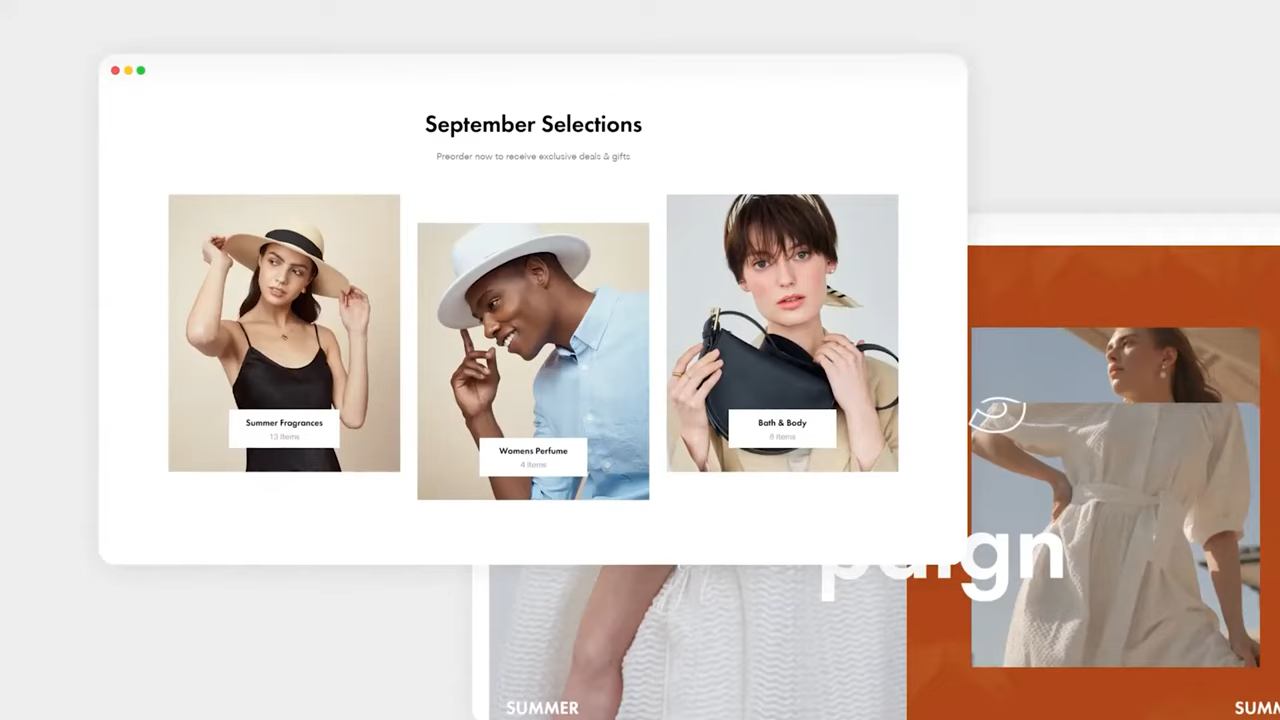 September Selections
Preorder now to receive exclusive deals & gifts
Summer Fragrances
13 Items
Womens Perfume
4 Items
Bath & Body
8 Items
paign
SUMMER
SUMM